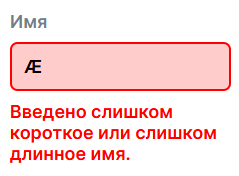 Имя
Æ
Введено слишком
короткое или слишком
длинное имя.